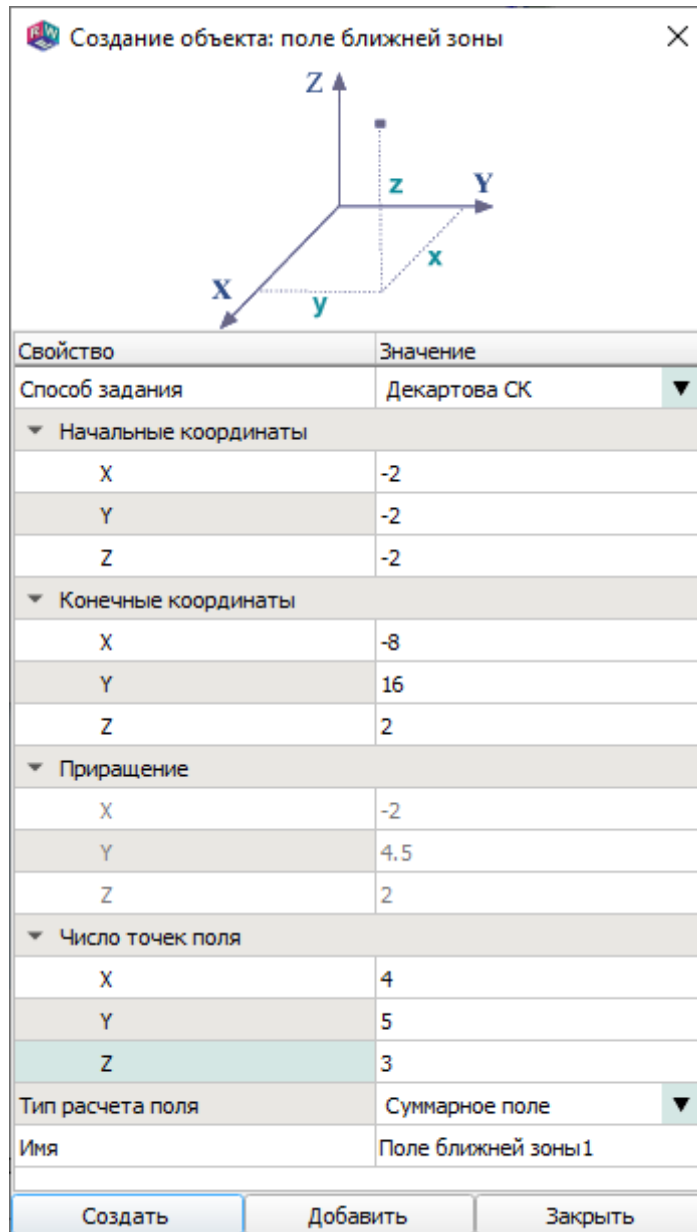 Создание объекта: поле ближней зоны
Z
z
Y
x
X
y
Свойство Значение
Способ задания Декартова СК
Начальные координаты
X -2
Y -2
Z -2
Конечные координаты
X -8
Y 16
Z 2
Приращение
X -2
Y 4.5
Z 2
Число точек поля
X 4
Y 5
Z 3
Тип расчета поля Суммарное поле
Имя Поле ближней зоны1
Создать Добавить Закрыть